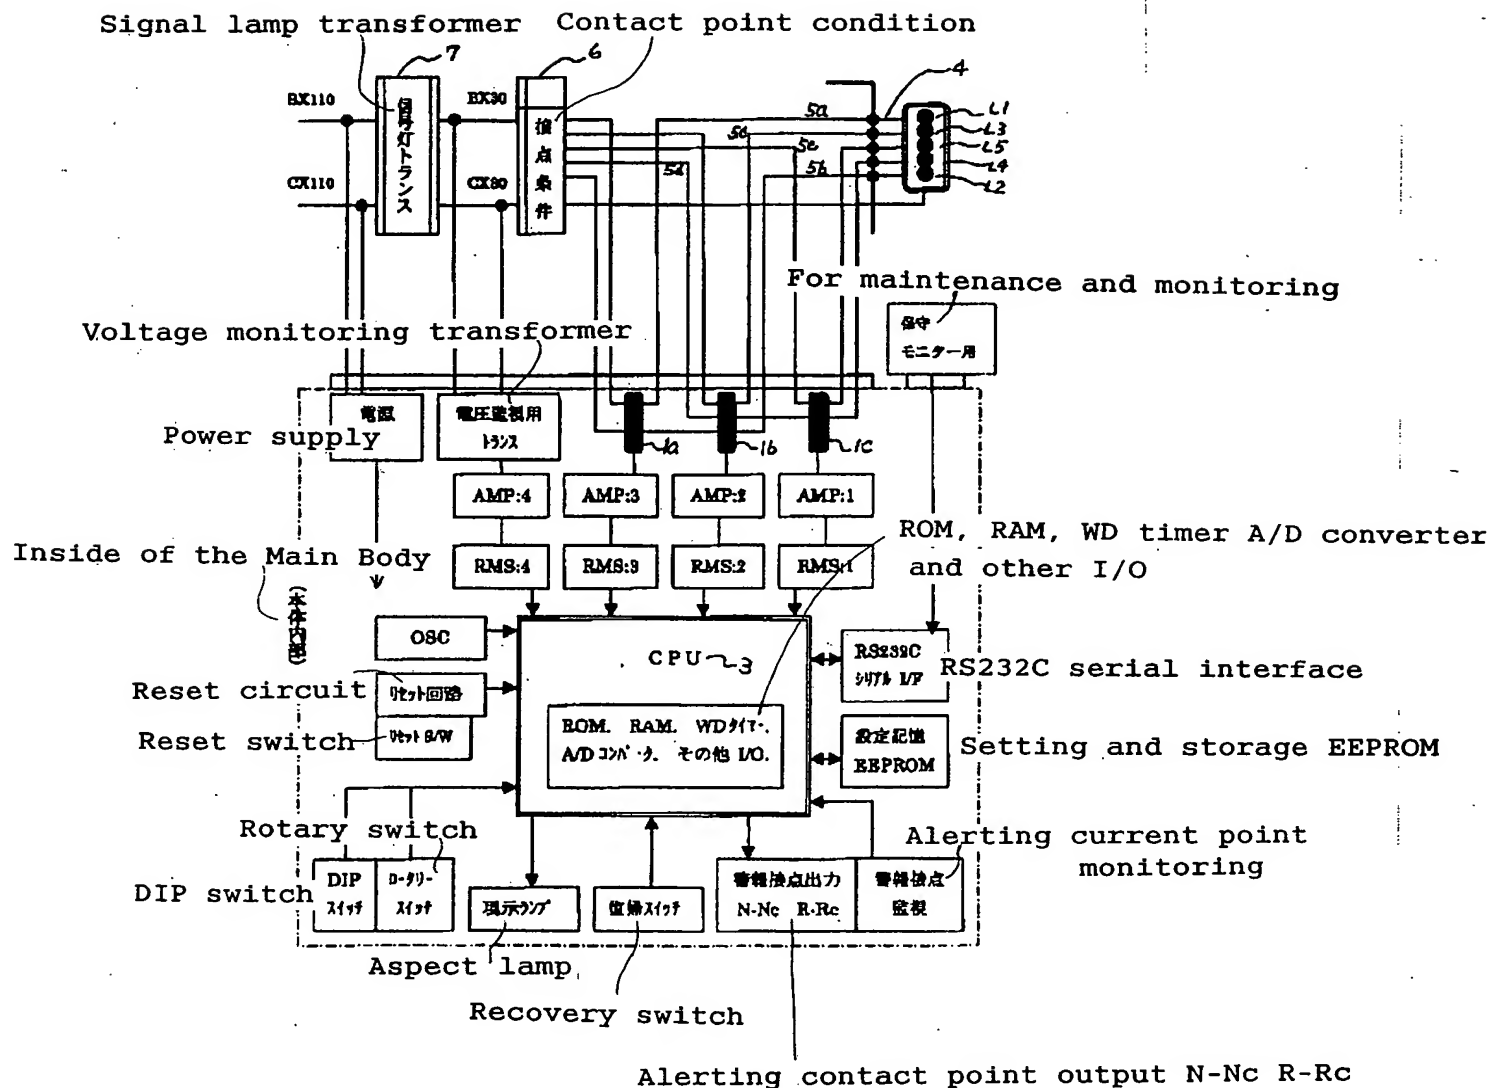 Signal lamp transformer
Contact point condition
7
6
4
BX110
BX30
CX110
信号灯トランス
接点条件
5a
5c
5e
5d
5b
L1
L3
L5
L4
L2
For maintenance and monitoring
保守
モニター用
Voltage monitoring transformer
電源
電圧監視用
トランス
Power supply
1a
1b
1c
AMP:4
AMP:3
AMP:2
AMP:1
ROM, RAM, WD timer A/D converter
and other I/O
Inside of the Main Body
(本体内部)
RMS:4
RMS:3
RMS:2
RMS:1
OSC
CPU 3
RS232C
シリアル I/F
RS232C serial interface
Reset circuit
リセット回路
Reset switch
リセット S/W
ROM. RAM. WDタイマー.
A/Dコンバータ. その他 I/O.
設定記憶
EEPROM
Setting and storage EEPROM
Rotary switch
Alerting current point
monitoring
DIP switch
DIP
スイッチ
ロータリー
スイッチ
現示ランプ
復帰スイッチ
警報接点出力
N-Nc R-Rc
警報接点
監視
Aspect lamp
Recovery switch
Alerting contact point output N-Nc R-Rc